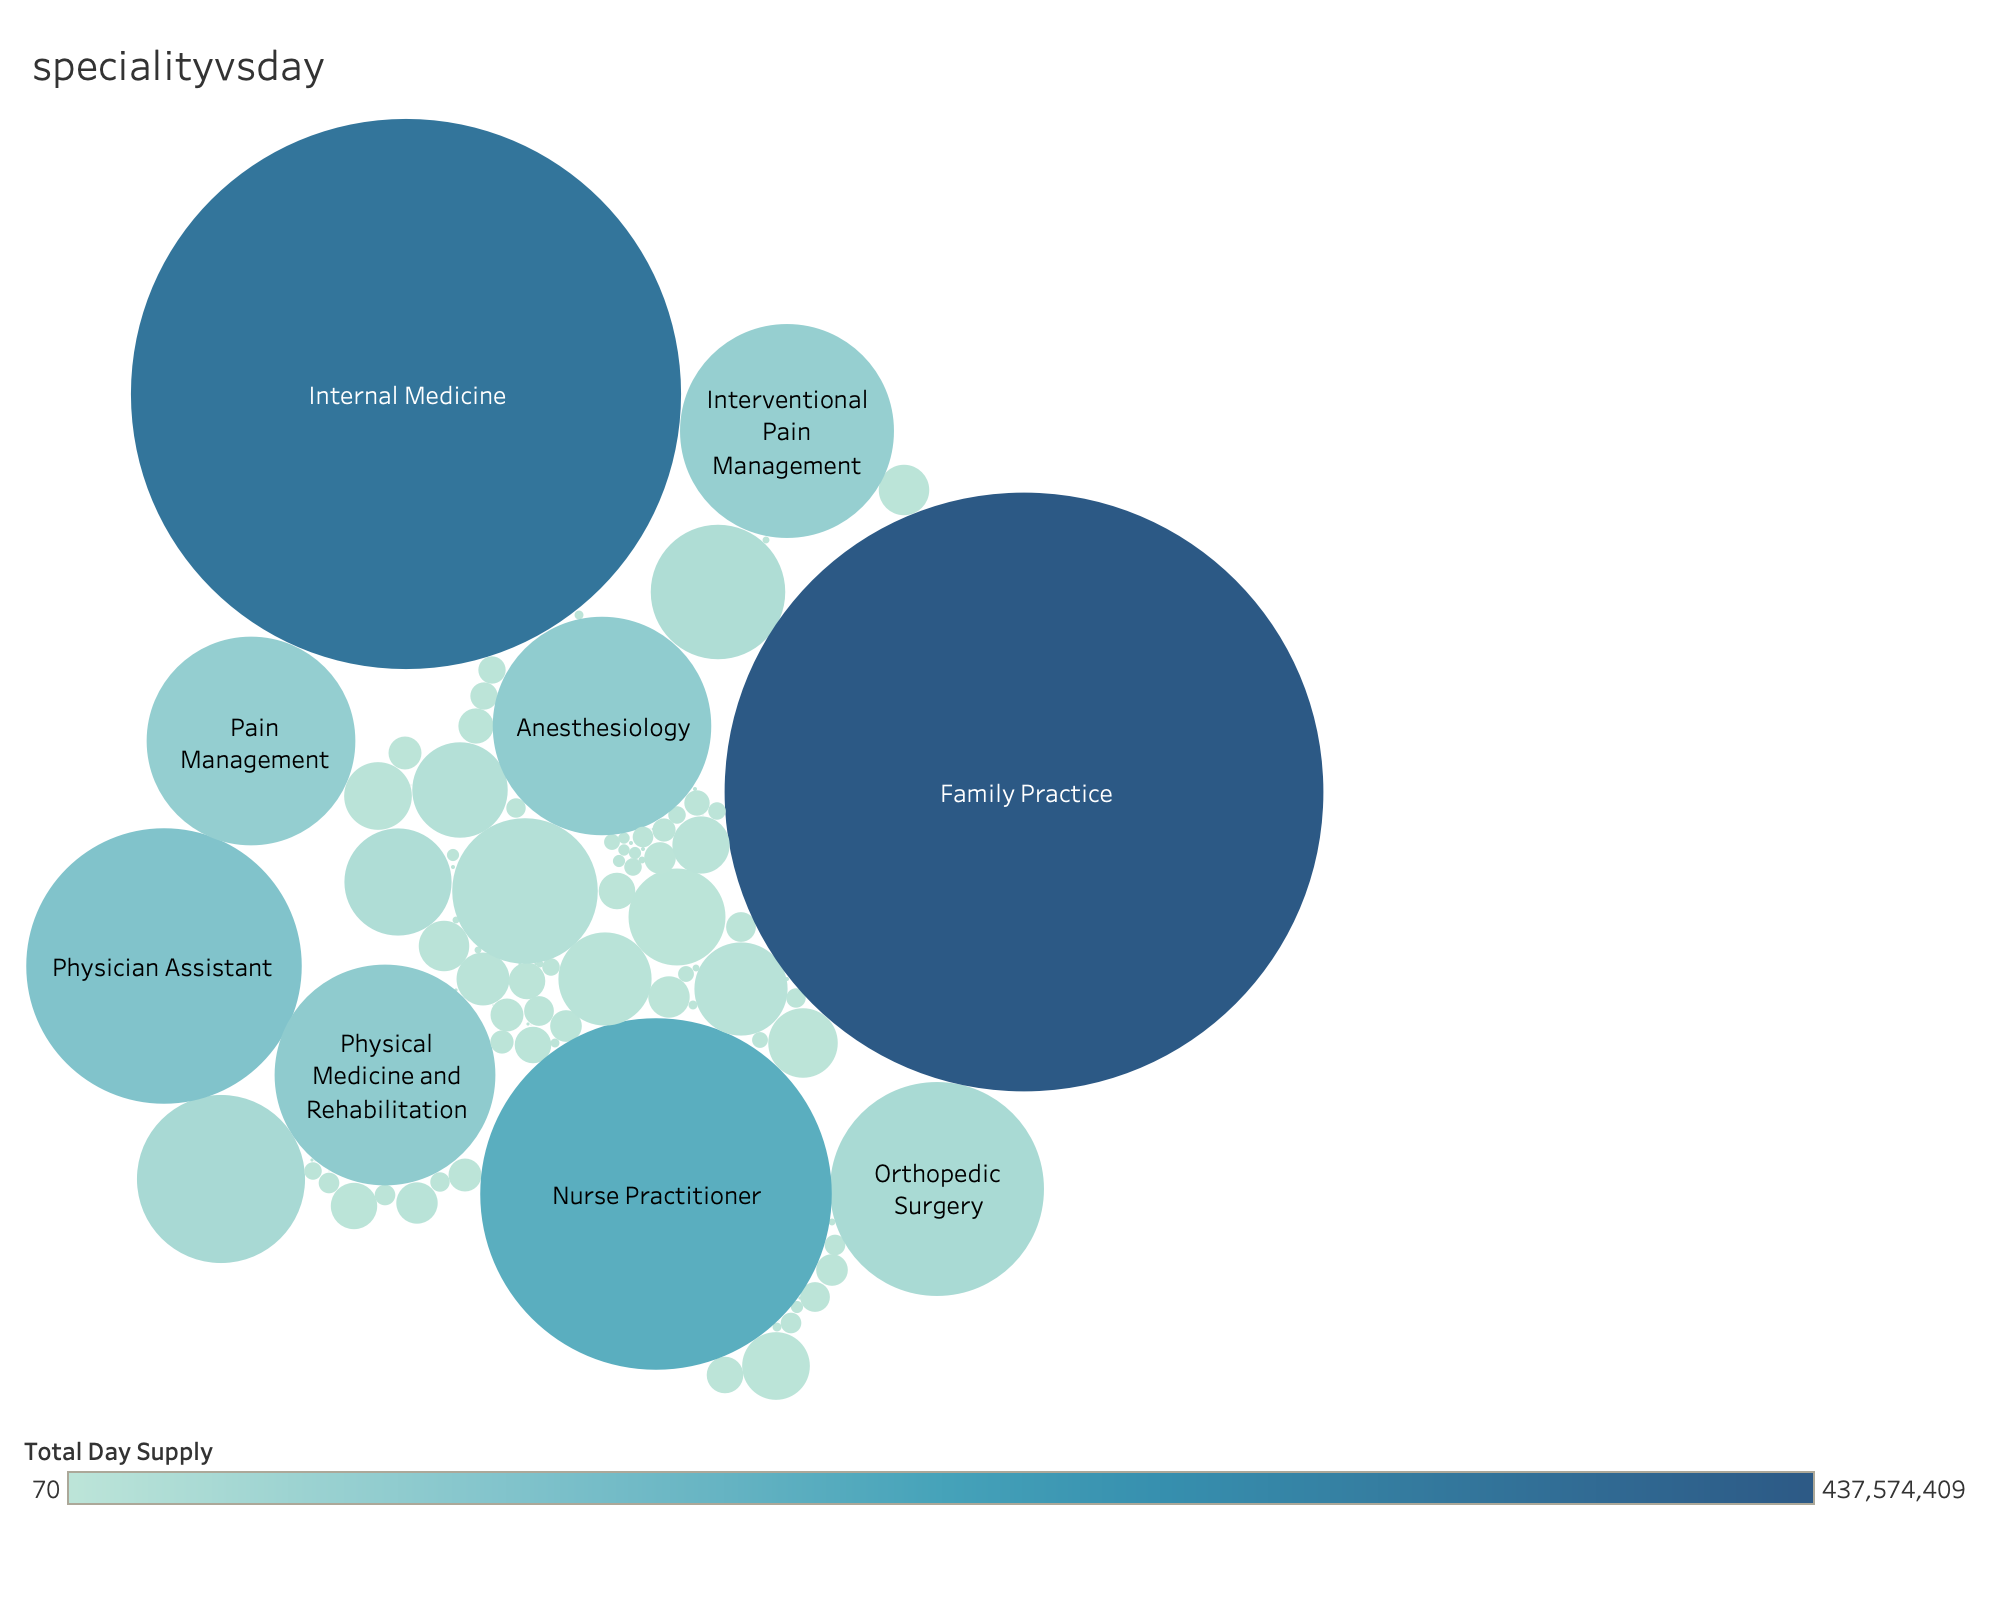 specialityvsday
Internal Medicine
Interventional
Pain
Management
Pain
Management
Anesthesiology
Family Practice
Physician Assistant
Physical
Medicine and
Rehabilitation
Nurse Practitioner
Orthopedic
Surgery
Total Day Supply
70
437,574,409